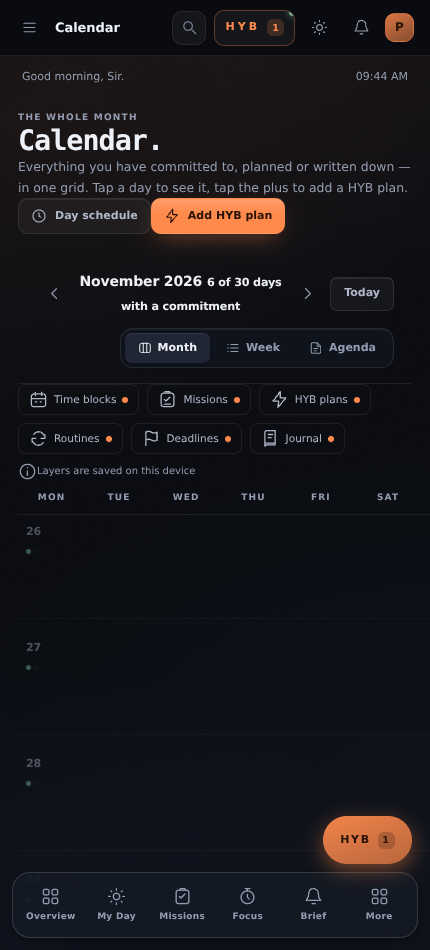 Calendar
HYB 1
P
Good morning, Sir.
09:44 AM
THE WHOLE MONTH
Calendar.
Everything you have committed to, planned or written down —
in one grid. Tap a day to see it, tap the plus to add a HYB plan.
Day schedule
Add HYB plan
November 2026 6 of 30 days
with a commitment
Today
Month
Week
Agenda
Time blocks
Missions
HYB plans
Routines
Deadlines
Journal
Layers are saved on this device
MON TUE WED THU FRI SAT
26
27
28
HYB 1
29
Overview
My Day
Missions
Focus
Brief
More